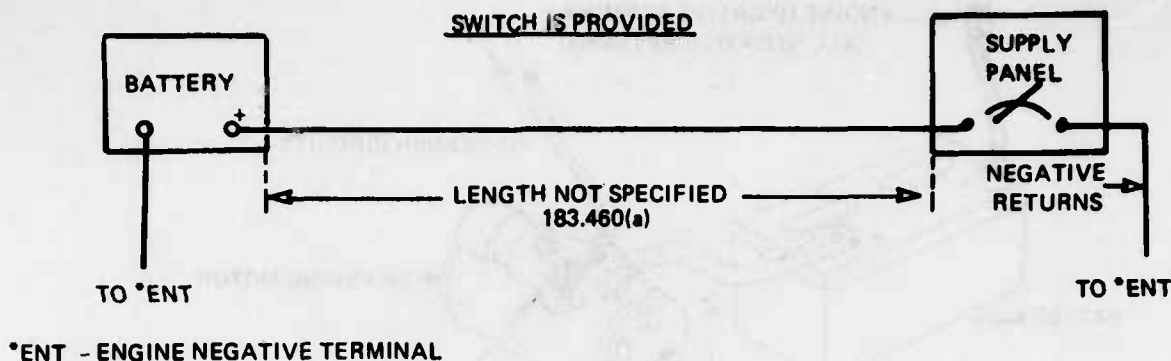 SWITCH IS PROVIDED
BATTERY
+
SUPPLY
PANEL
LENGTH NOT SPECIFIED
183.460(a)
NEGATIVE
RETURNS
TO *ENT
TO *ENT
*ENT - ENGINE NEGATIVE TERMINAL